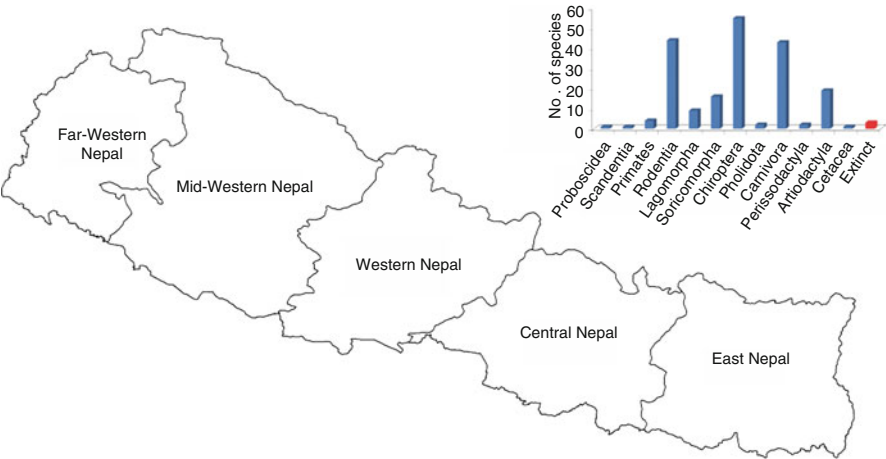 60
50
40
30
20
10
0
No . of species
Proboscidea
Scandentia
Primates
Rodentia
Lagomorpha
Soricomorpha
Chiroptera
Pholidota
Carnivora
Perissodactyla
Artiodactyla
Cetacea
Extinct
Far-Western
Nepal
Mid-Western Nepal
Western Nepal
Central Nepal
East Nepal